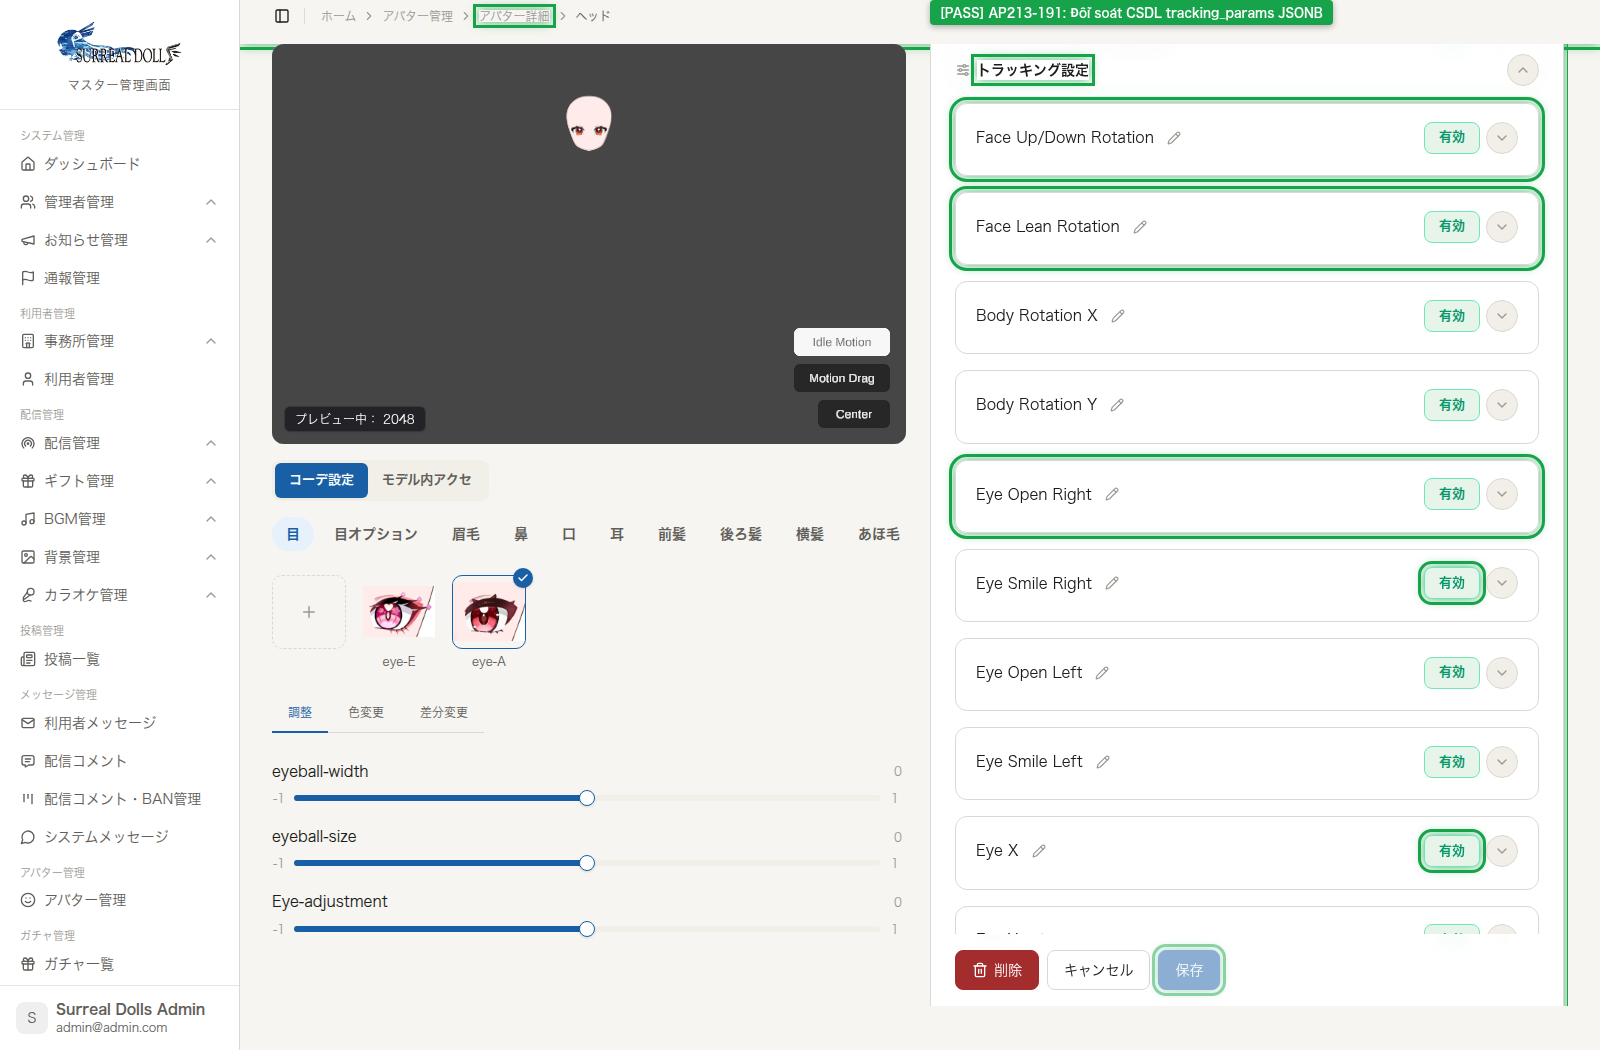 SURREAL DOLL
マスター管理画面
システム管理
ダッシュボード
管理者管理
お知らせ管理
通報管理
利用者管理
事務所管理
利用者管理
配信管理
配信管理
ギフト管理
BGM管理
背景管理
カラオケ管理
投稿管理
投稿一覧
メッセージ管理
利用者メッセージ
配信コメント
配信コメント・BAN管理
システムメッセージ
アバター管理
アバター管理
ガチャ管理
ガチャ一覧
S
Surreal Dolls Admin
admin@admin.com
ホーム
アバター管理
アバター詳細
ヘッド
[PASS] AP213-191: Đối soát CSDL tracking_params JSONB
Idle Motion
Motion Drag
Center
プレビュー中： 2048
コーデ設定
モデル内アクセ
目
目オプション
眉毛
鼻
口
耳
前髪
後ろ髪
横髪
あほ毛
eye-E
eye-A
調整
色変更
差分変更
eyeball-width
0
-1
1
eyeball-size
0
-1
1
Eye-adjustment
0
-1
1
トラッキング設定
Face Up/Down Rotation
有効
Face Lean Rotation
有効
Body Rotation X
有効
Body Rotation Y
有効
Eye Open Right
有効
Eye Smile Right
有効
Eye Open Left
有効
Eye Smile Left
有効
Eye X
有効
削除
キャンセル
保存